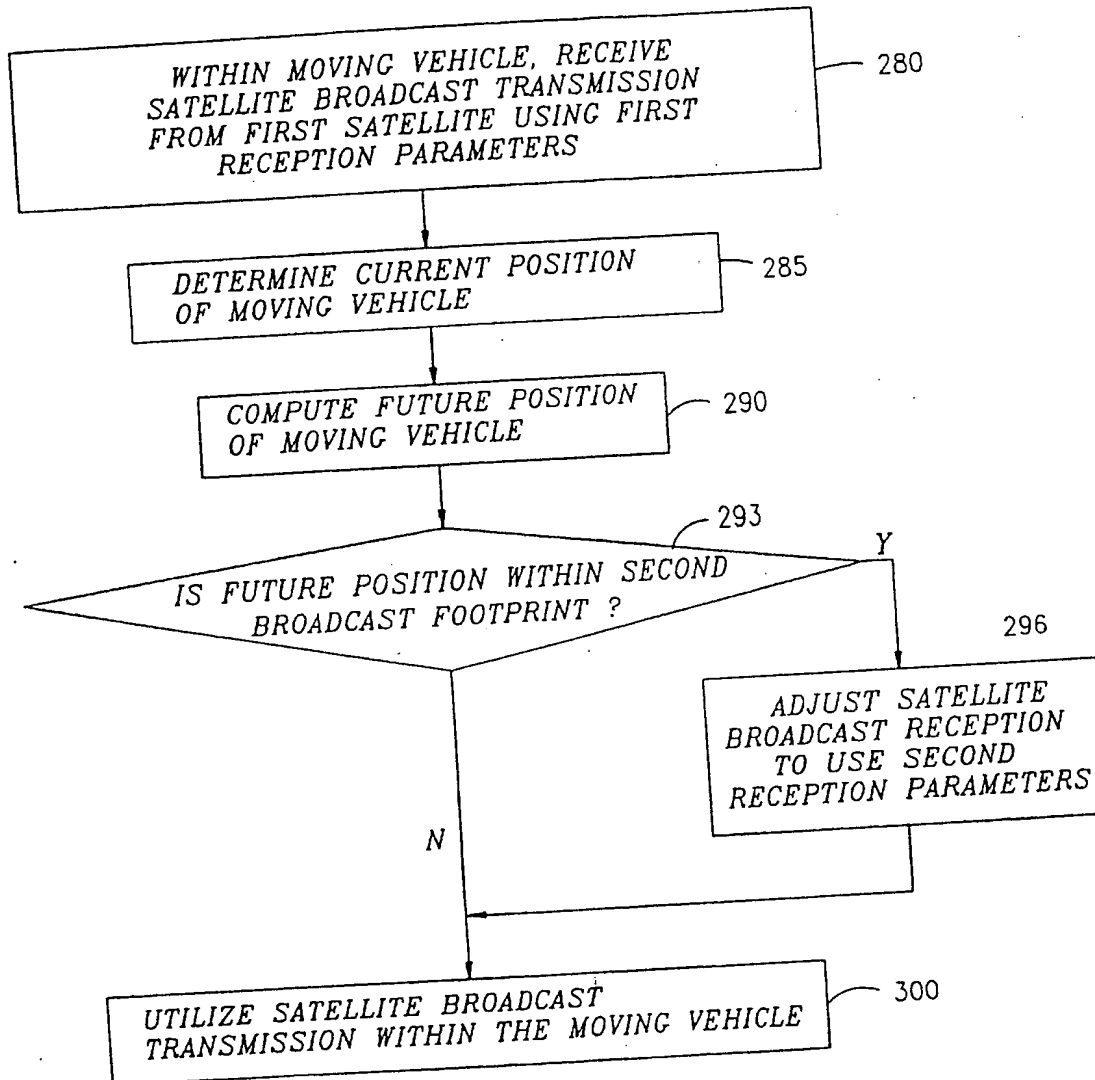 WITHIN MOVING VEHICLE, RECEIVE
SATELLITE BROADCAST TRANSMISSION
FROM FIRST SATELLITE USING FIRST
RECEPTION PARAMETERS
280
DETERMINE CURRENT POSITION
OF MOVING VEHICLE
285
COMPUTE FUTURE POSITION
OF MOVING VEHICLE
290
293
IS FUTURE POSITION WITHIN SECOND
BROADCAST FOOTPRINT ?
Y
296
ADJUST SATELLITE
BROADCAST RECEPTION
TO USE SECOND
RECEPTION PARAMETERS
N
UTILIZE SATELLITE BROADCAST
TRANSMISSION WITHIN THE MOVING VEHICLE
300